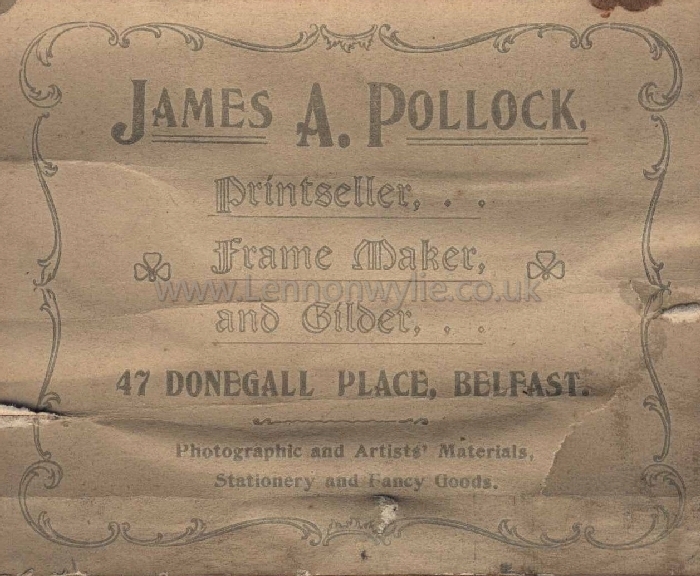 JAMES A. POLLOCK,
Printseller, . .
Frame Maker,
www.Lennonwylie.co.uk
and Gilder, . .
47 DONEGALL PLACE, BELFAST.
Photographic and Artists' Materials,
Stationery and Fancy Goods.